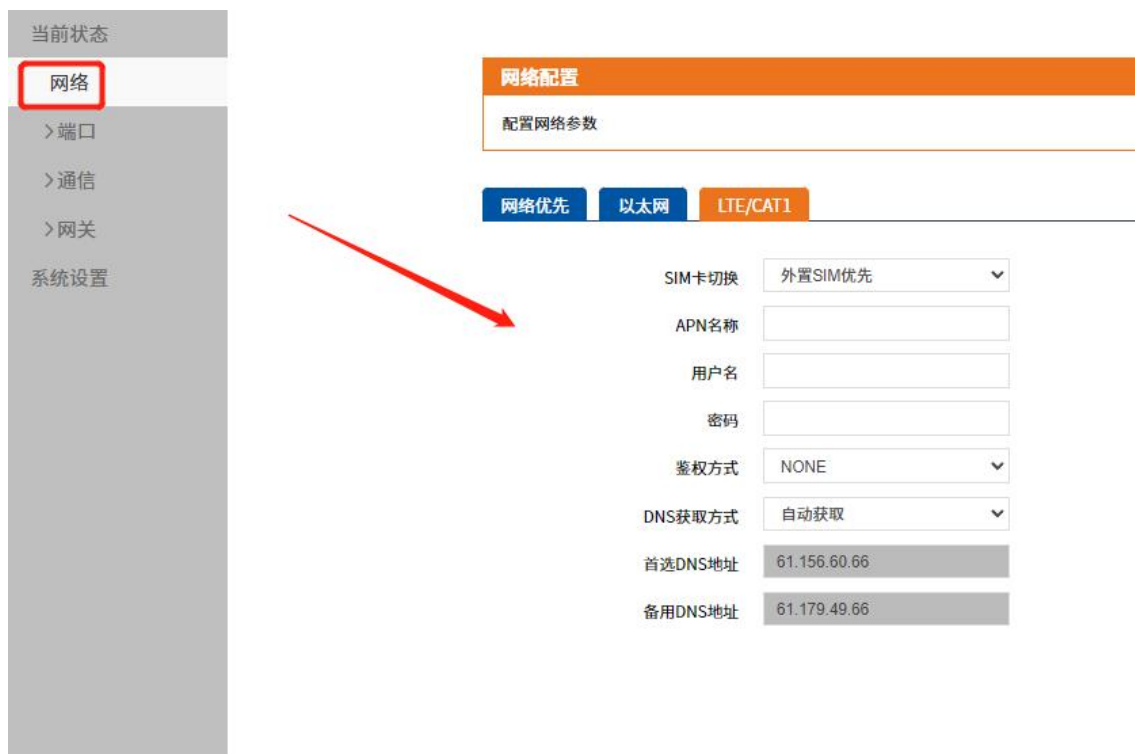 当前状态
网络
>端口
>通信
>网关
系统设置
网络配置
配置网络参数
网络优先 以太网 LTE/CAT1
SIM卡切换 外置SIM优先
APN名称
用户名
密码
鉴权方式 NONE
DNS获取方式 自动获取
首选DNS地址 61.156.60.66
备用DNS地址 61.179.49.66